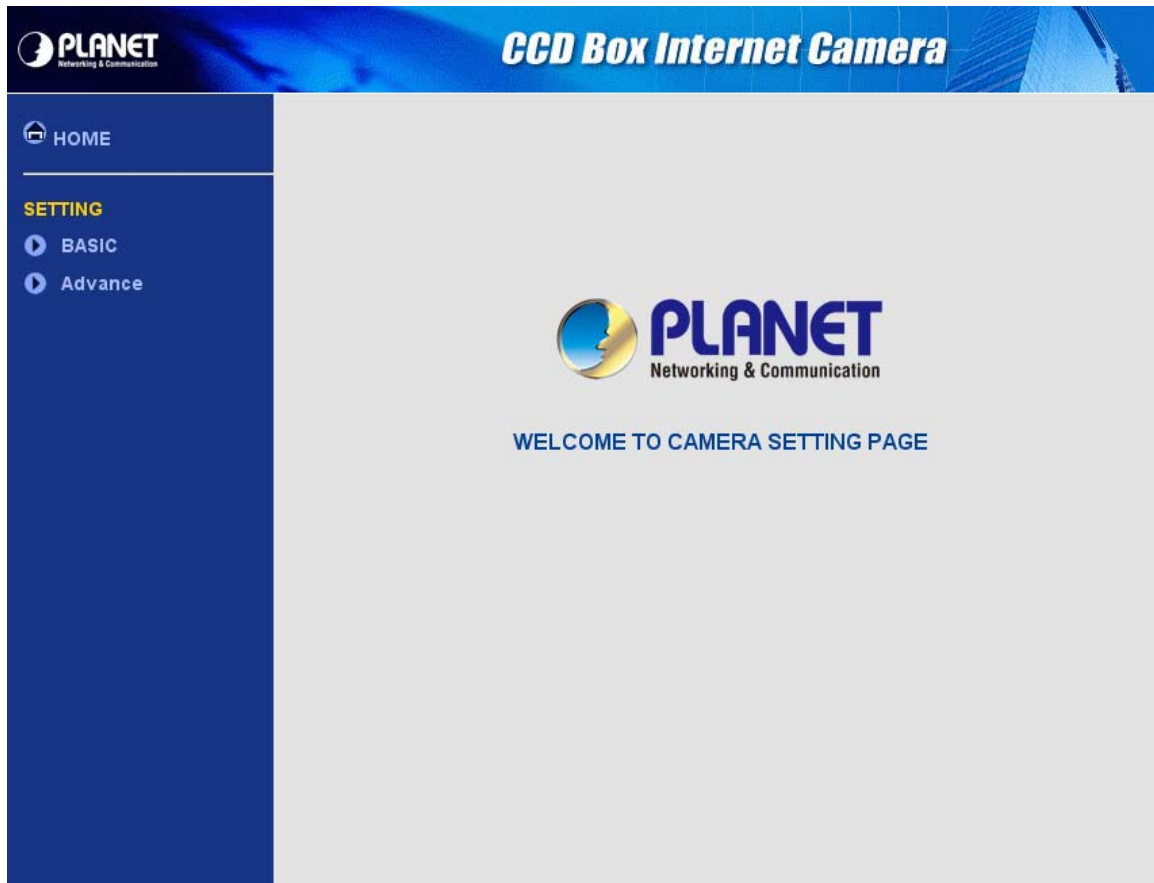 PLANET
Networking & Communication
CCD Box Internet Camera
HOME
SETTING
BASIC
Advance
PLANET
Networking & Communication
WELCOME TO CAMERA SETTING PAGE